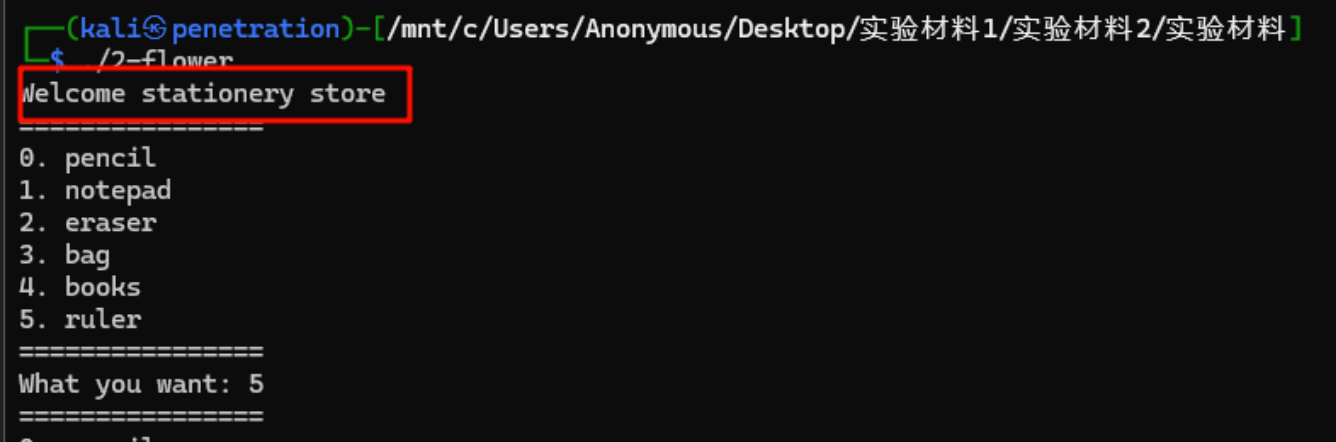 ┌──(kali㉿penetration)-[/mnt/c/Users/Anonymous/Desktop/实验材料1/实验材料2/实验材料]
└─$ ./2-flower
Welcome stationery store
================
0. pencil
1. notepad
2. eraser
3. bag
4. books
5. ruler
================
What you want: 5
================